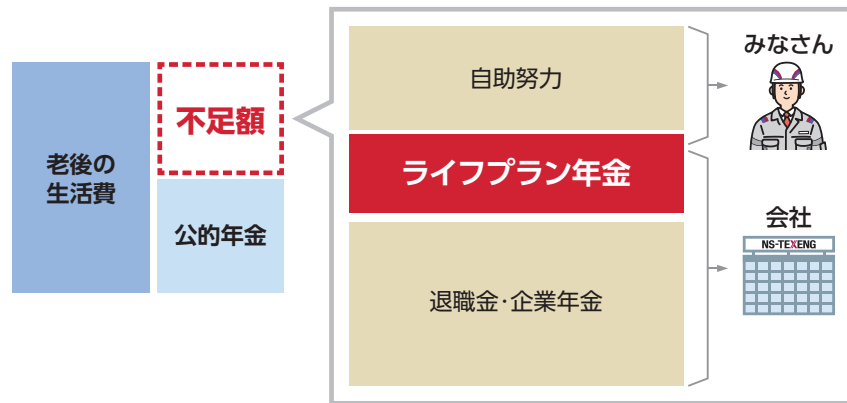 老後の
生活費
不足額
公的年金
自助努力
ライフプラン年金
退職金・企業年金
みなさん
会社
NS-TEXENG